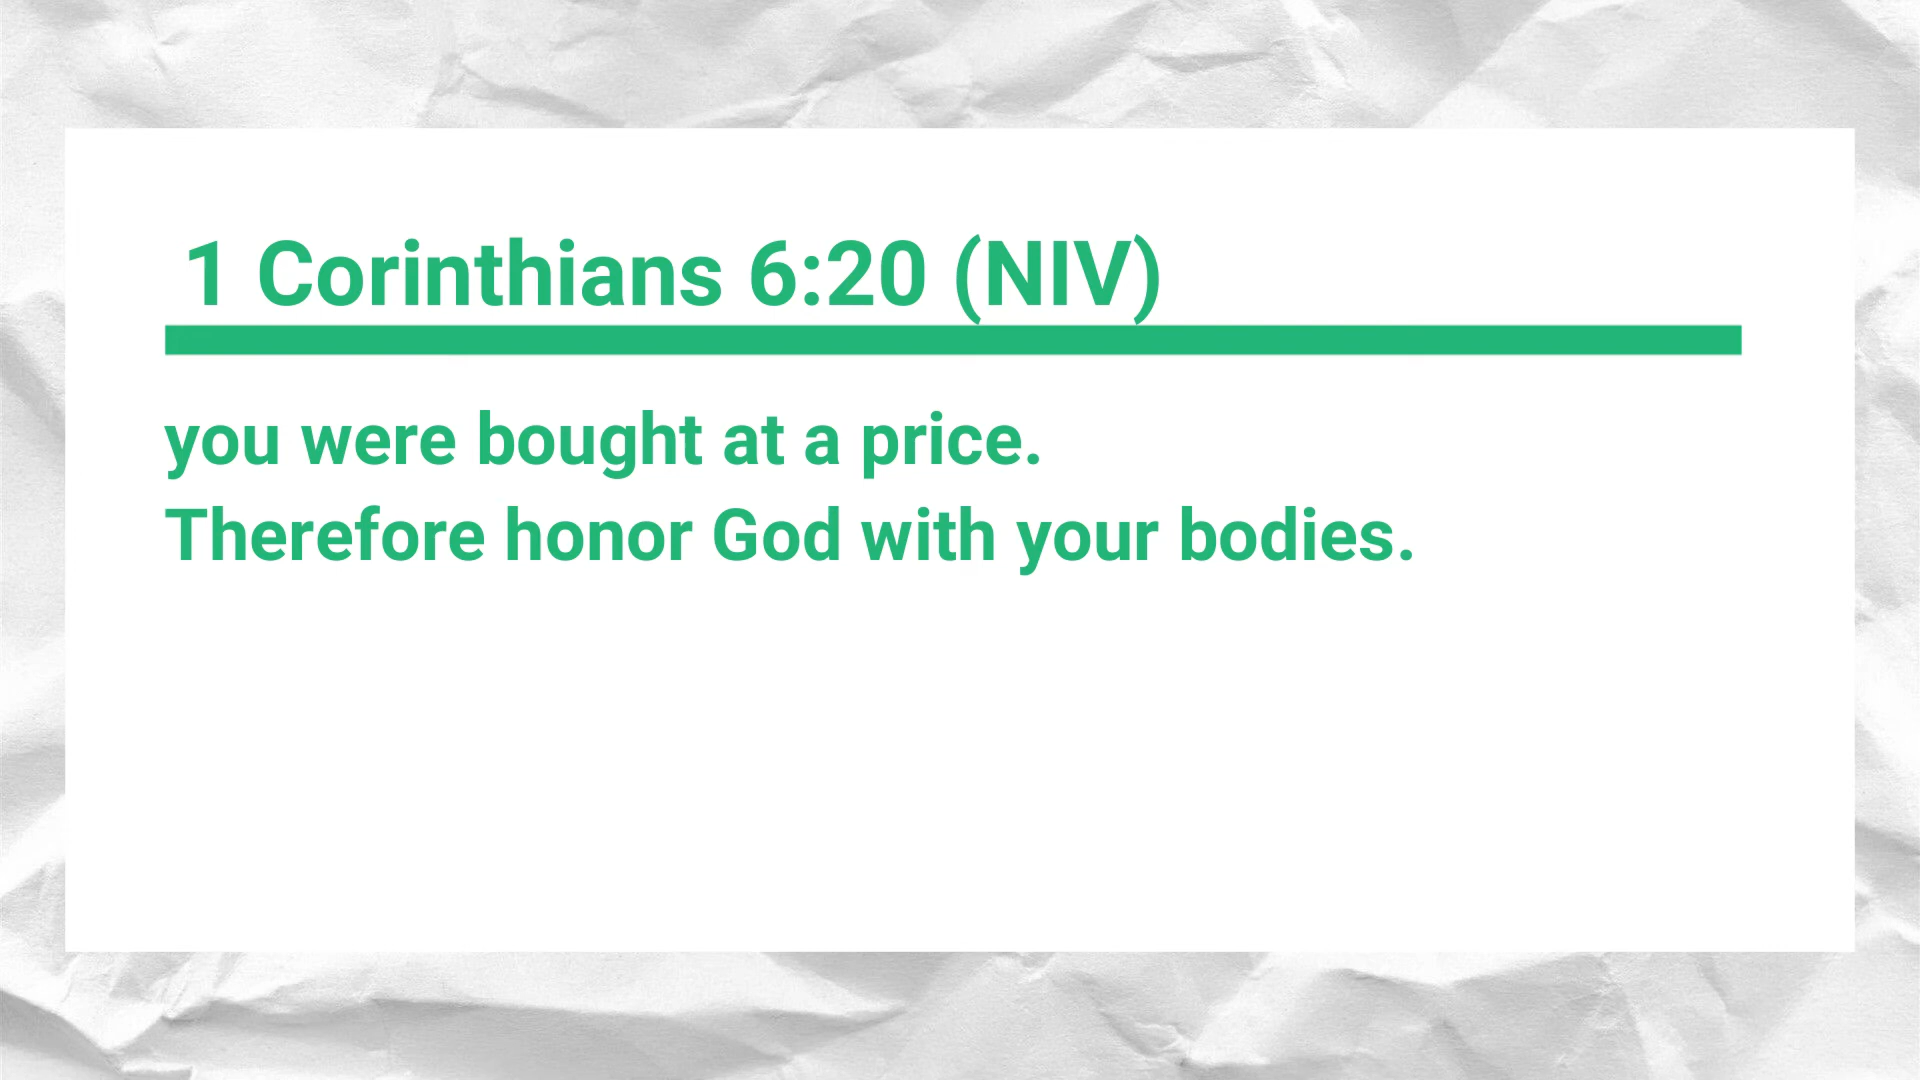 1 Corinthians 6:20 (NIV)
you were bought at a price.
Therefore honor God with your bodies.